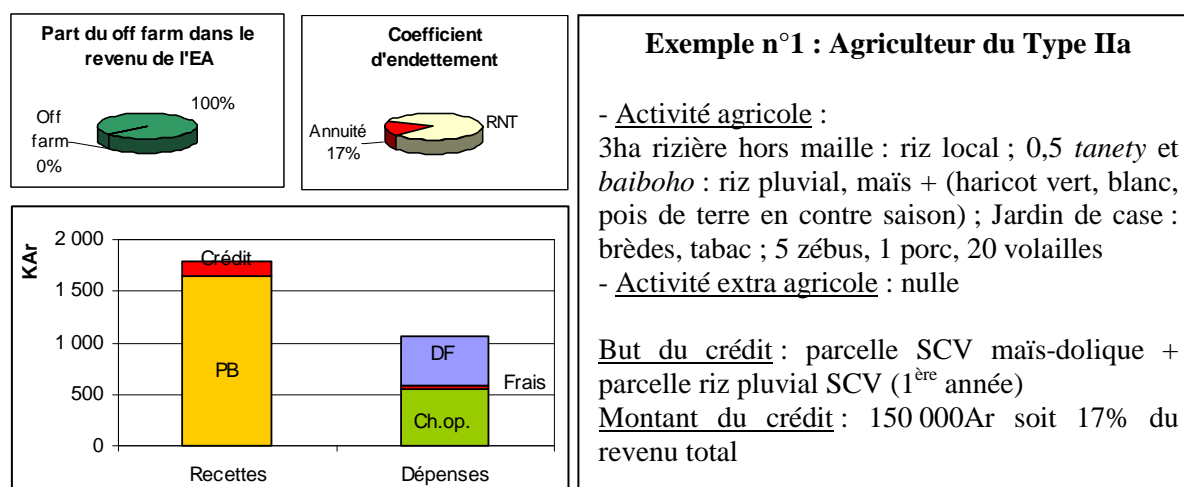 Part du off farm dans le
revenu de l'EA
100%
Off
farm
0%
Coefficient
d'endettement
Annuité
17%
RNT
KAr
2 000
1 500
1 000
500
0
Crédit
PB
DF
Frais
Ch.op.
Recettes
Dépenses
Exemple n°1 : Agriculteur du Type IIa
- Activité agricole :
3ha rizière hors maille : riz local ; 0,5 tanety et
baiboho : riz pluvial, maïs + (haricot vert, blanc,
pois de terre en contre saison) ; Jardin de case :
brèdes, tabac ; 5 zébus, 1 porc, 20 volailles
- Activité extra agricole : nulle
But du crédit : parcelle SCV maïs-dolique +
parcelle riz pluvial SCV (1ère année)
Montant du crédit : 150 000Ar soit 17% du
revenu total